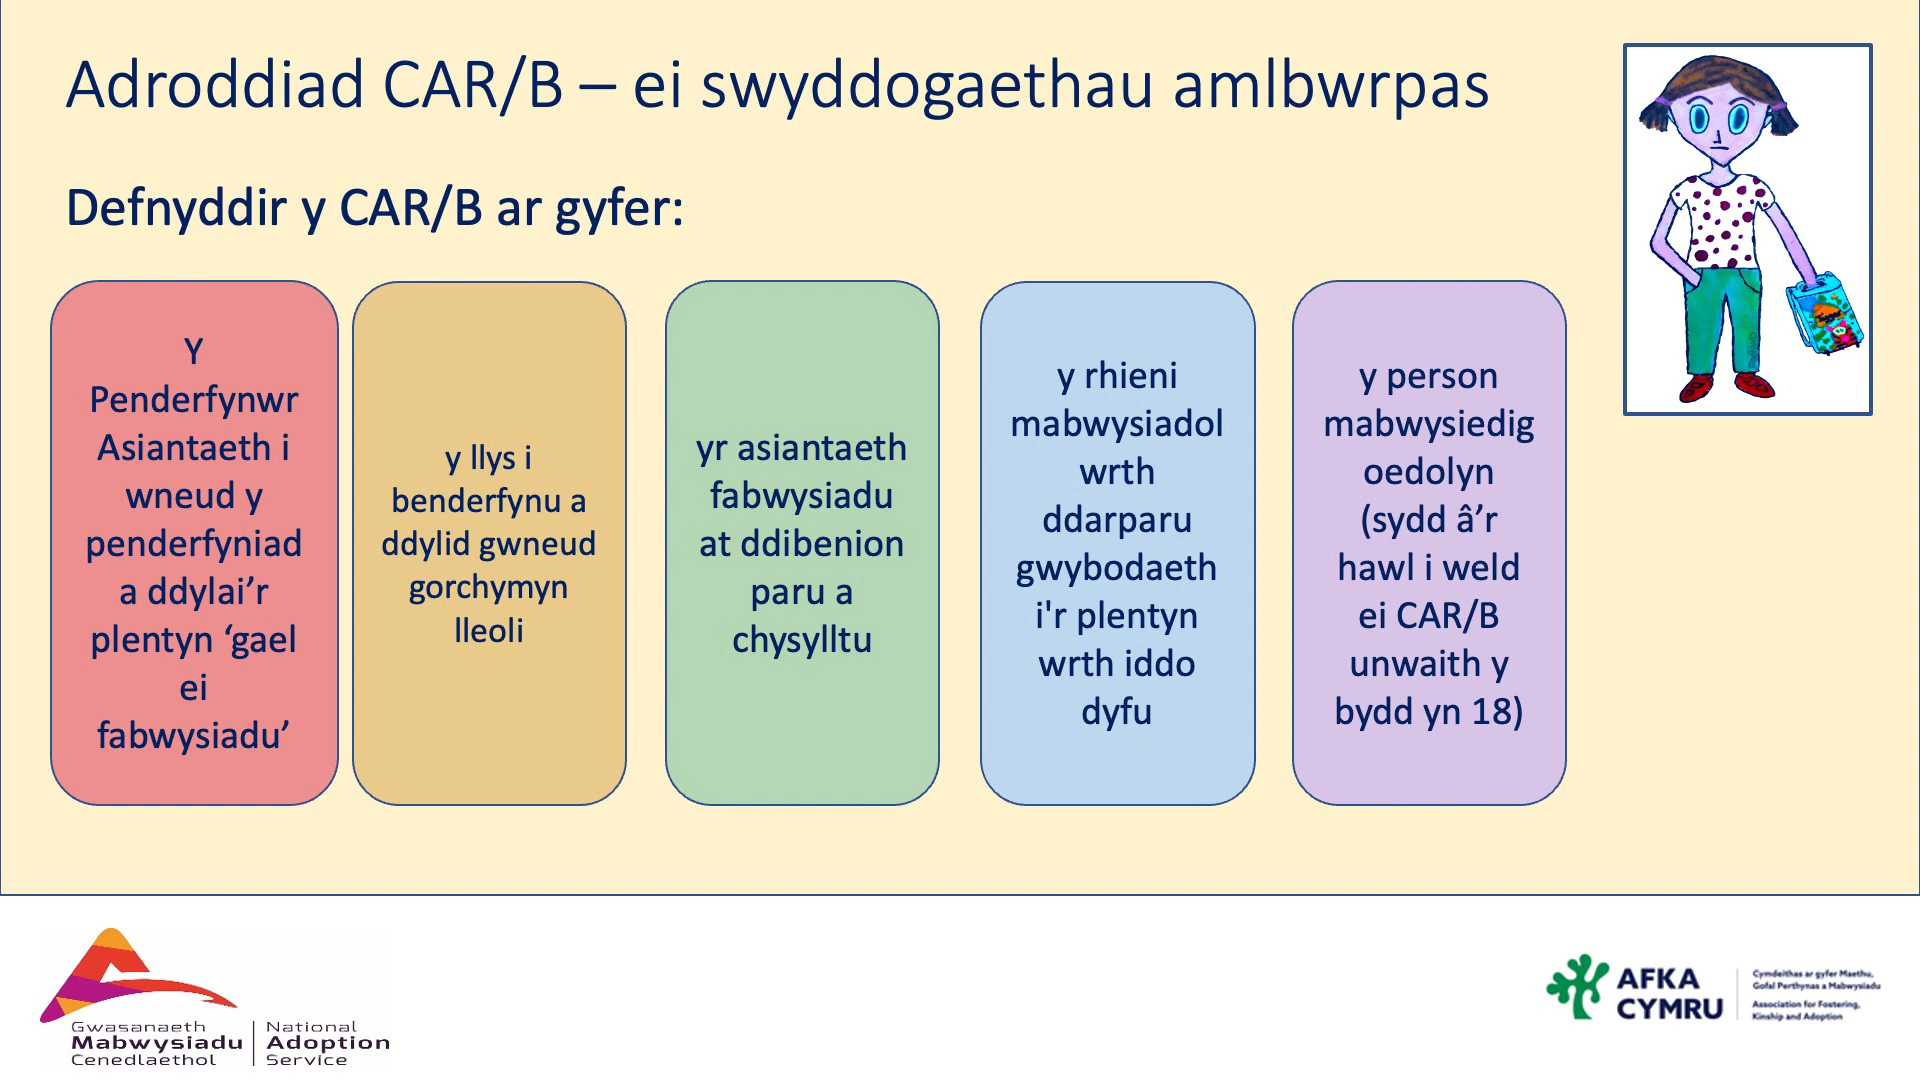 Adroddiad CAR/B – ei swyddogaethau amlbwrpas
Defnyddir y CAR/B ar gyfer:
Y
Penderfynwr
Asiantaeth i
wneud y
penderfyniad
a ddylai’r
plentyn ‘gael
ei
fabwysiadu’
y llys i
benderfynu a
ddylid gwneud
gorchymyn
lleoli
yr asiantaeth
fabwysiadu
at ddibenion
paru a
chysylltu
y rhieni
mabwysiadol
wrth
ddarparu
gwybodaeth
i'r plentyn
wrth iddo
dyfu
y person
mabwysiedig
oedolyn
(sydd â’r
hawl i weld
ei CAR/B
unwaith y
bydd yn 18)
Gwasanaeth
Mabwysiadu
Cenedlaethol
National
Adoption
Service
AFKA
CYMRU
Cymdeithas ar gyfer Maethu,
Gofal Perthynas a Mabwysiadu
Association for Fostering,
Kinship and Adoption